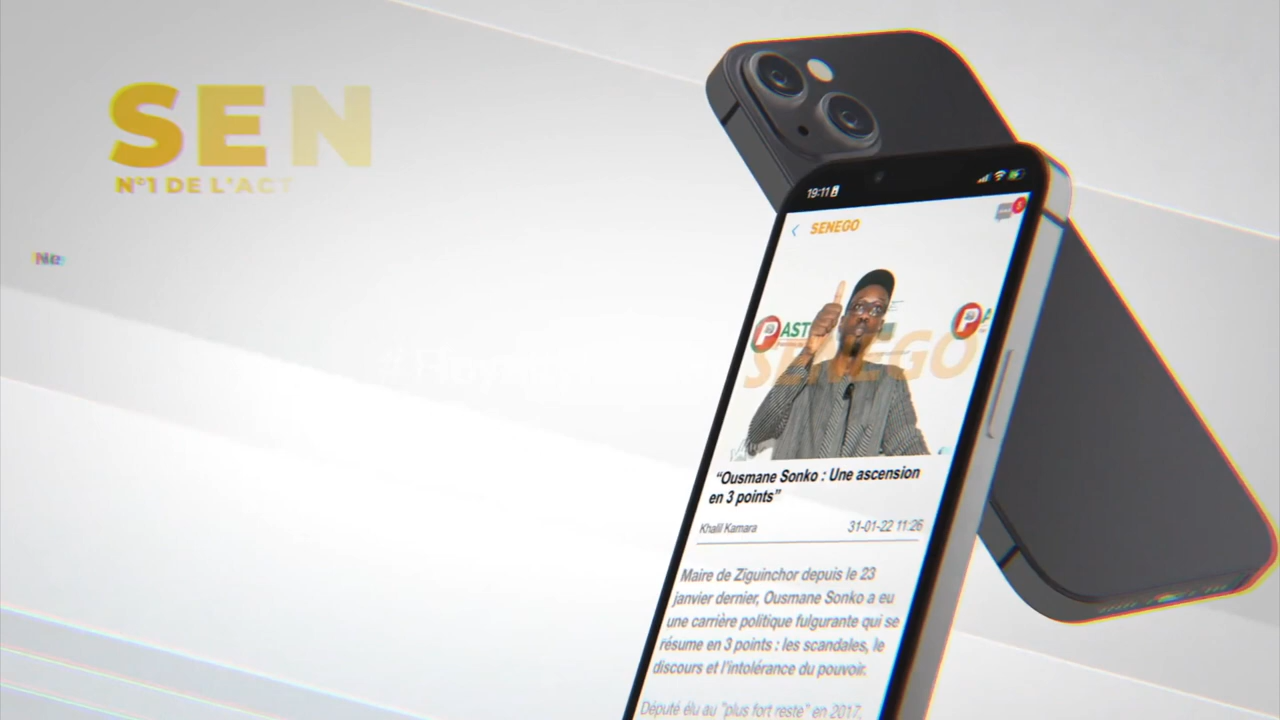 SEN
N°1 DE L'ACT
19:11
SENEGO
PAST
PA
SENEGO
“Ousmane Sonko : Une ascension
en 3 points”
Khalil Kamara
31-01-22 11:26
Maire de Ziguinchor depuis le 23
janvier dernier, Ousmane Sonko a eu
une carrière politique fulgurante qui se
résume en 3 points : les scandales, le
discours et l'intolérance du pouvoir.
Député élu au "plus fort reste" en 2017,